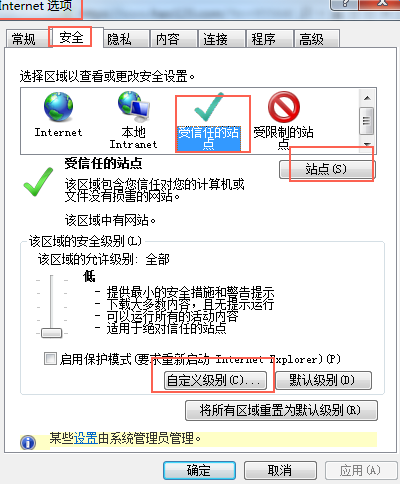 Internet 选项
常规 安全 隐私 内容 连接 程序 高级
选择区域以查看或更改安全设置。
Internet
本地
Intranet
受信任的站
点
受限制的站
点
受信任的站点
站点(S)
该区域包含您信任对您的计算机或
文件没有损害的网站。
该区域中有网站。
该区域的安全级别(L)
该区域的允许级别: 全部
低
- 提供最小的安全措施和警告提示
- 下载大多数内容，且无提示运行
- 可以运行所有的活动内容
- 适用于绝对信任的站点
启用保护模式(要求重新启动 Internet Explorer)(P)
自定义级别(C)... 默认级别(D)
将所有区域重置为默认级别(R)
某些设置由系统管理员管理。
确定 取消 应用(A)